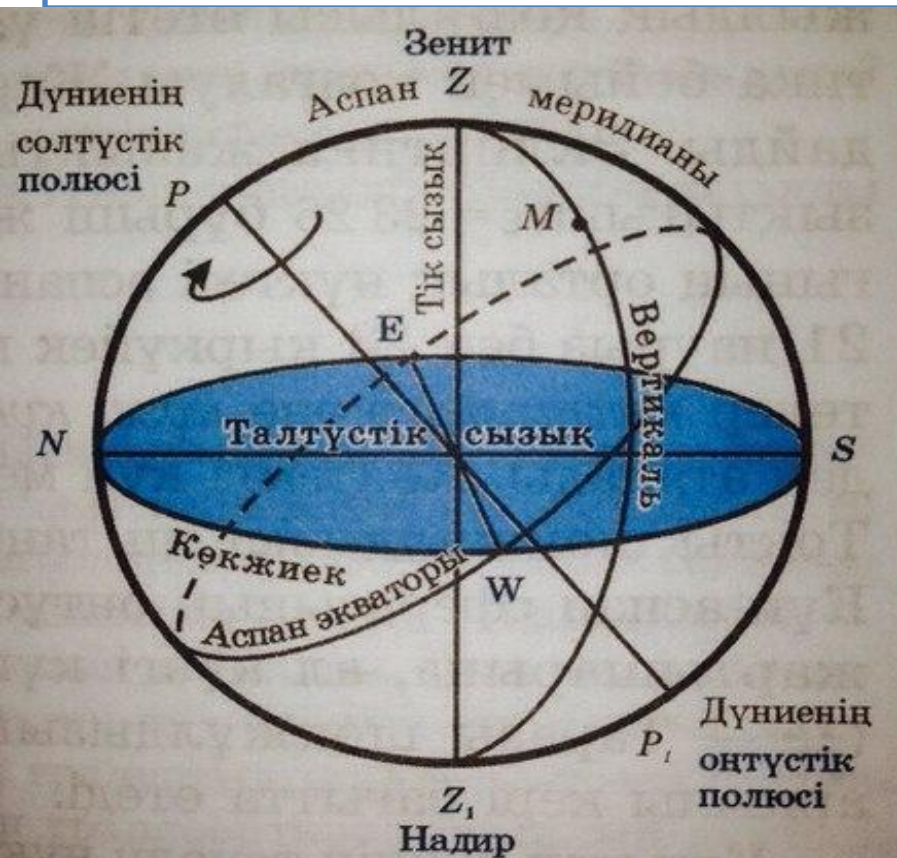 Зенит
Z
Дүниенің
солтүстік
полюсі
P
Аспан меридианы
Тік сызық
M
E
Вертикаль
N
Талтүстік сызық
S
Көкжиек
Аспан экваторы
W
Дүниенің
оңтүстік
полюсі
P₁
Z₁
Надир